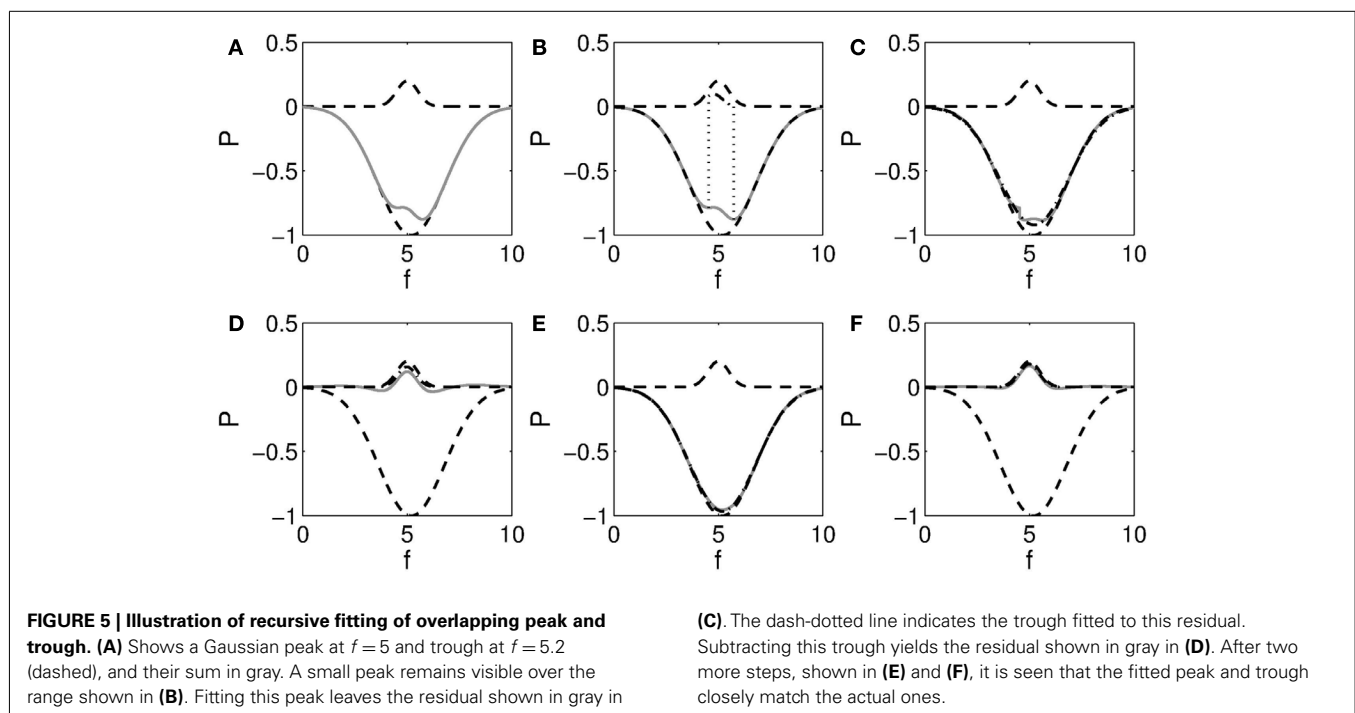 A
B
C
0.5
0
−0.5
−1
P
0
5
10
f
0.5
0
−0.5
−1
P
0
5
10
f
0.5
0
−0.5
−1
P
0
5
10
f
D
E
F
0.5
0
−0.5
−1
P
0
5
10
f
0.5
0
−0.5
−1
P
0
5
10
f
0.5
0
−0.5
−1
P
0
5
10
f
FIGURE 5 | Illustration of recursive fitting of overlapping peak and
trough. (A) Shows a Gaussian peak at f = 5 and trough at f = 5.2
(dashed), and their sum in gray. A small peak remains visible over the
range shown in (B). Fitting this peak leaves the residual shown in gray in
(C). The dash-dotted line indicates the trough fitted to this residual.
Subtracting this trough yields the residual shown in gray in (D). After two
more steps, shown in (E) and (F), it is seen that the fitted peak and trough
closely match the actual ones.